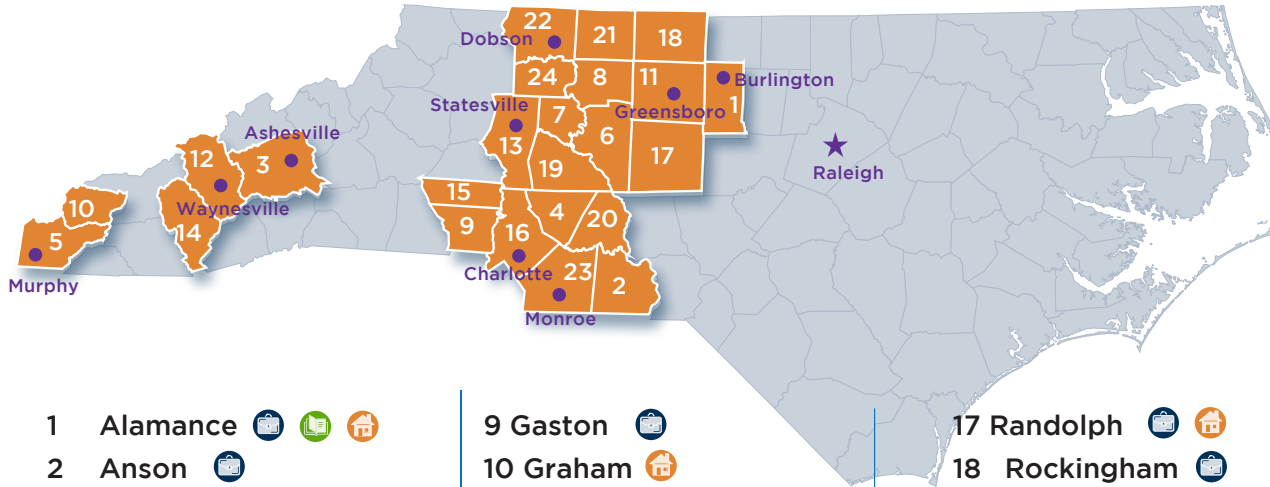 22
21
18
Dobson
24
8
11
Burlington
Statesville
7
Greensboro
1
Ashesville
13
6
12
3
19
17
Raleigh
15
10
Waynesville
4
20
5
14
9
16
Murphy
Charlotte
23
2
Monroe
1 Alamance
2 Anson
9 Gaston
10 Graham
17 Randolph
18 Rockingham